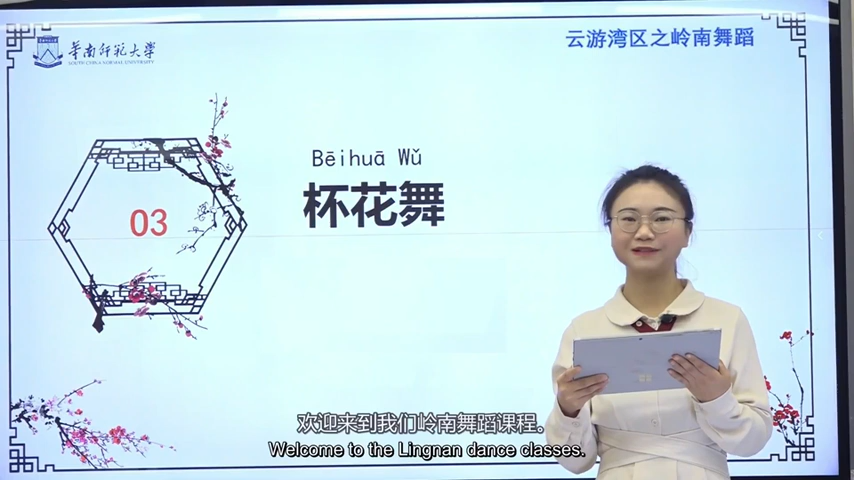 华南师范大学
SOUTH CHINA NORMAL UNIVERSITY
云游湾区之岭南舞蹈
Bēihuā Wǔ
杯花舞
03
欢迎来到我们岭南舞蹈课程。
Welcome to the Lingnan dance classes.